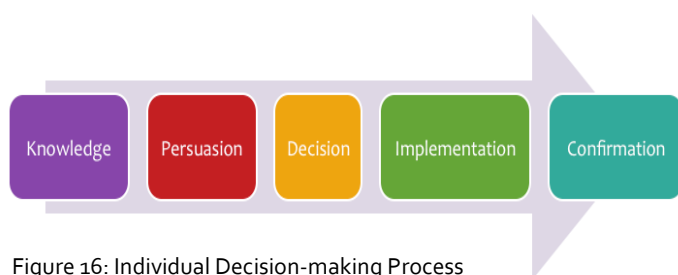 Knowledge Persuasion Decision Implementation Confirmation
Figure 16: Individual Decision-making Process